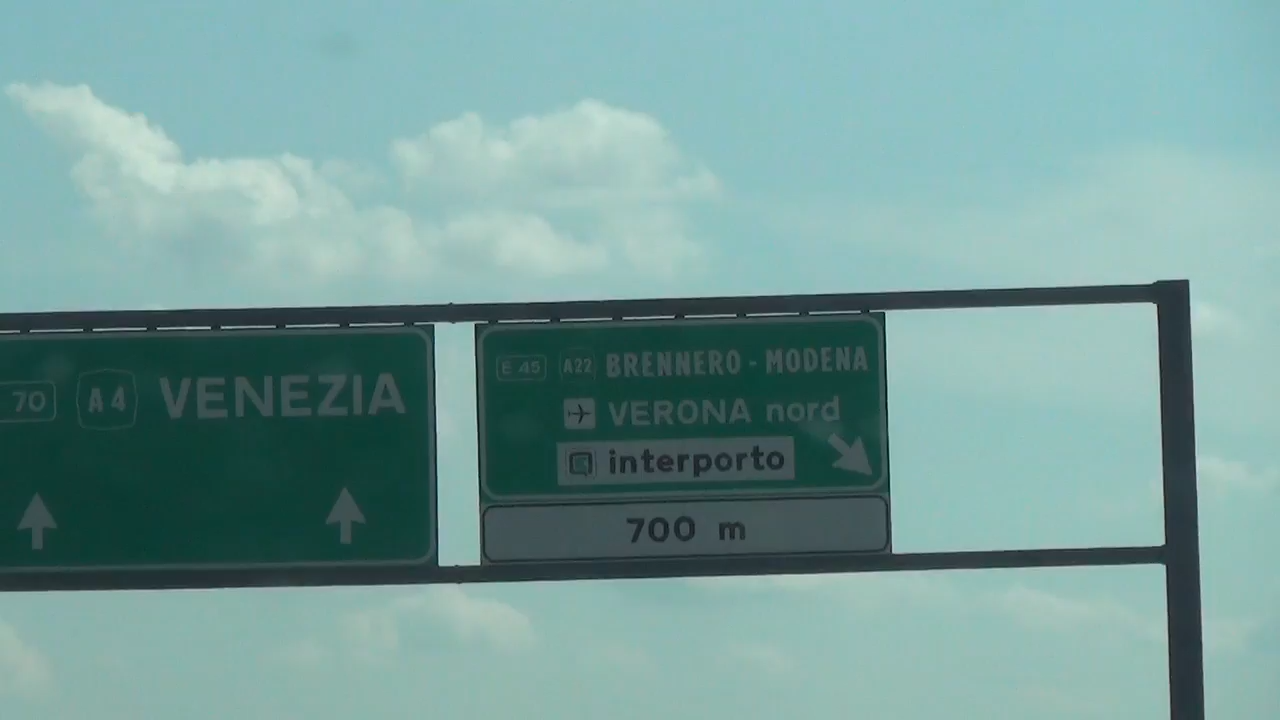 70 A4 VENEZIA
E 45 A22 BRENNERO - MODENA
VERONA nord
interporto
700 m